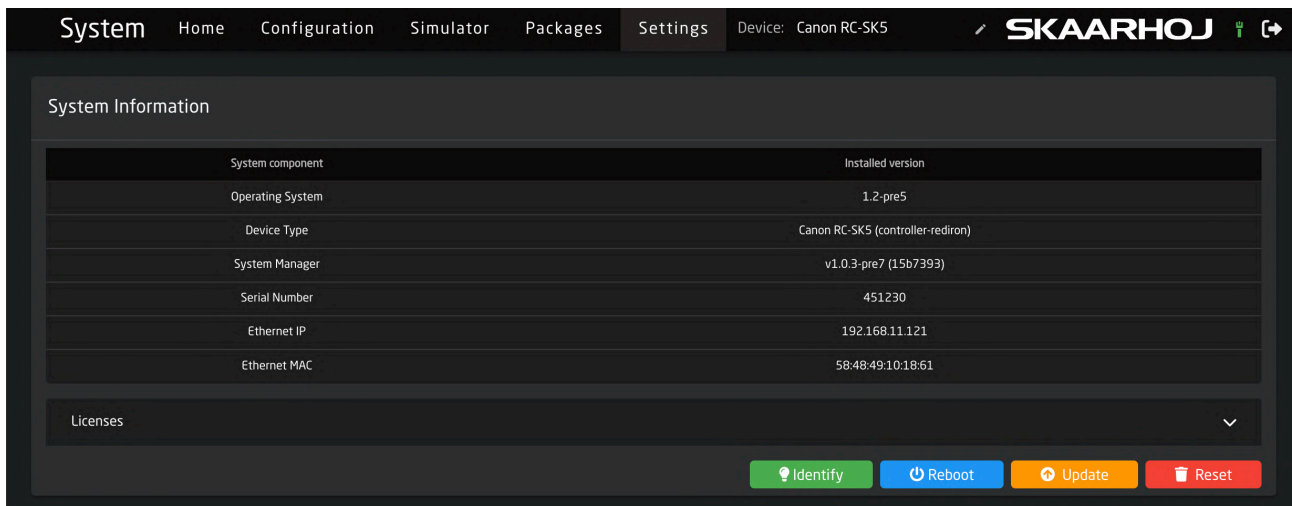 System Home Configuration Simulator Packages Settings Device: Canon RC-SK5 SKAARHOJ
System Information
System component Installed version
Operating System 1.2-pre5
Device Type Canon RC-SK5 (controller-rediron)
System Manager v1.0.3-pre7 (15b7393)
Serial Number 451230
Ethernet IP 192.168.11.121
Ethernet MAC 58:48:49:10:18:61
Licenses
Identify Reboot Update Reset